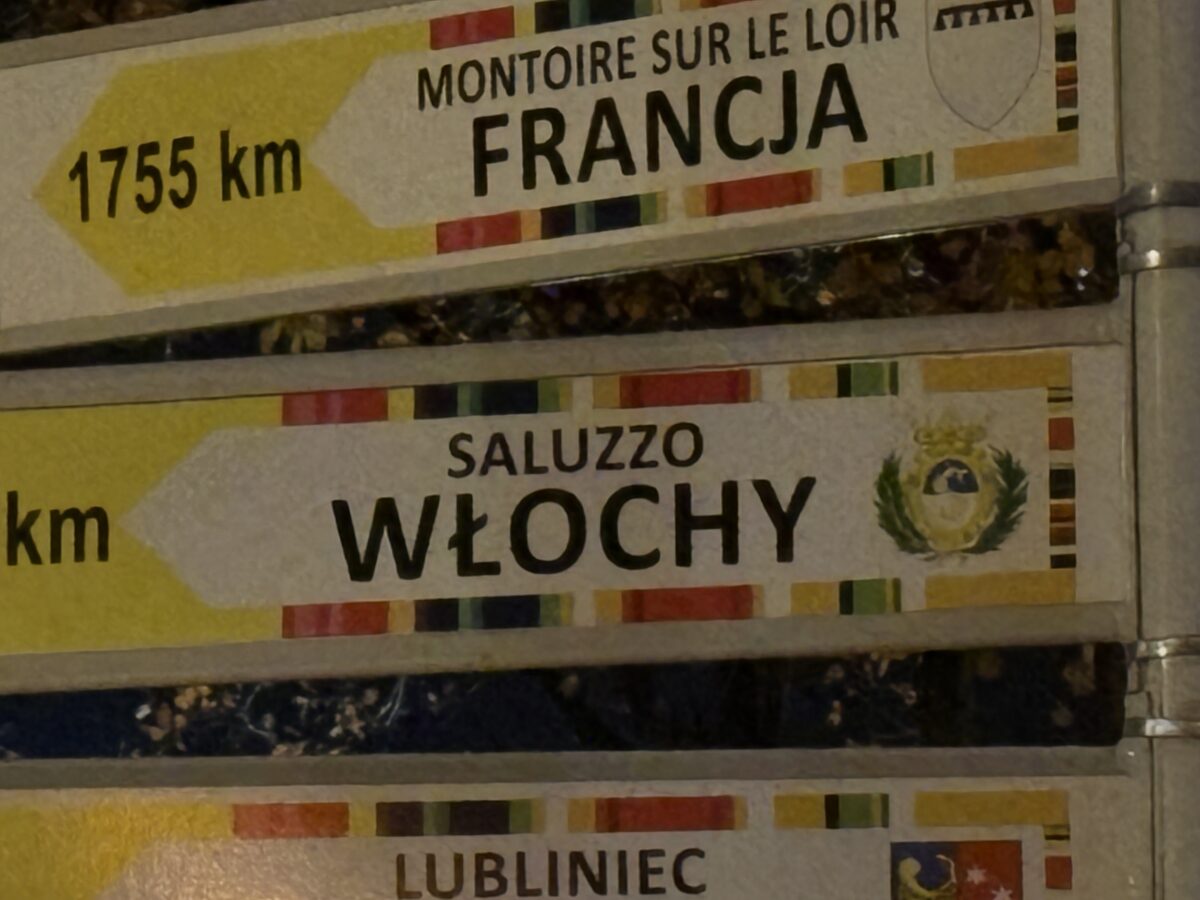 MONTOIRE SUR LE LOIR
FRANCJA
1755 km
SALUZZO
WŁOCHY
km
LUBLINIEC